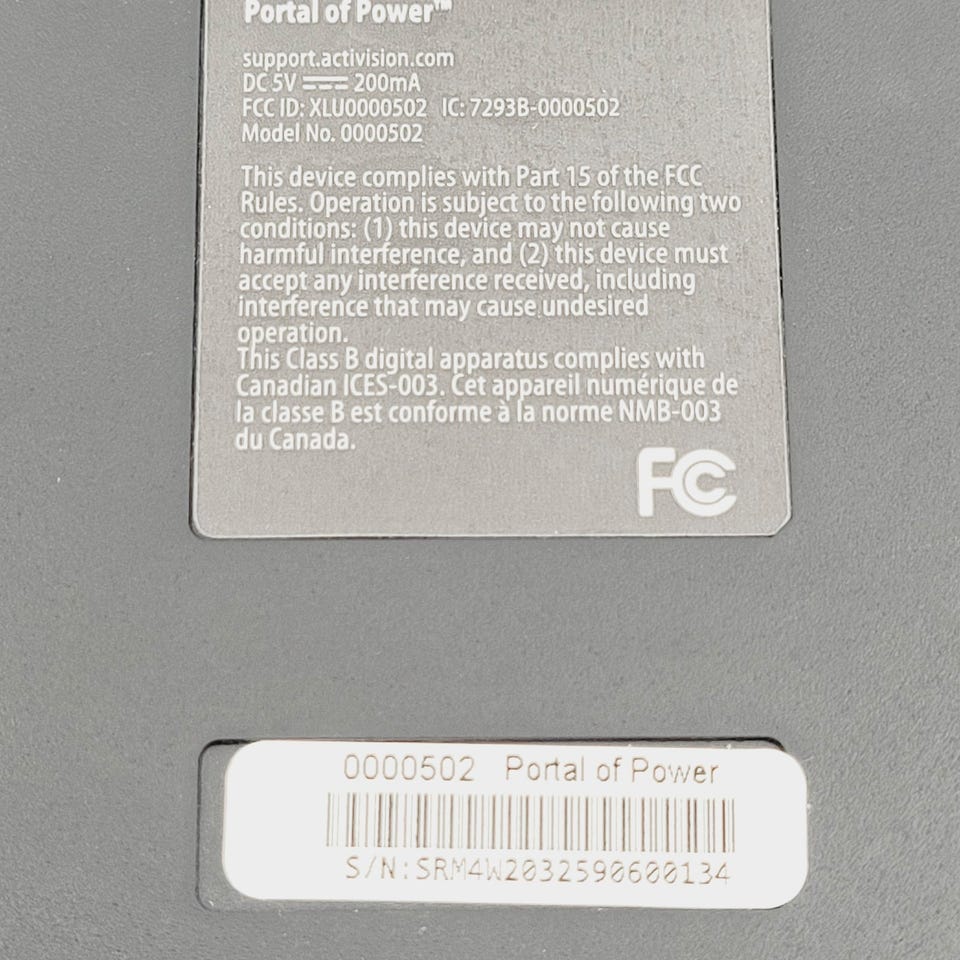 Portal of Power™
support.activision.com
DC 5V ⎓ 200mA
FCC ID: XLU0000502 IC: 7293B-0000502
Model No. 0000502
This device complies with Part 15 of the FCC
Rules. Operation is subject to the following two
conditions: (1) this device may not cause
harmful interference, and (2) this device must
accept any interference received, including
interference that may cause undesired
operation.
This Class B digital apparatus complies with
Canadian ICES-003. Cet appareil numérique de
la classe B est conforme à la norme NMB-003
du Canada.
FC
0000502 Portal of Power
S/N:SRM4W2032590600134